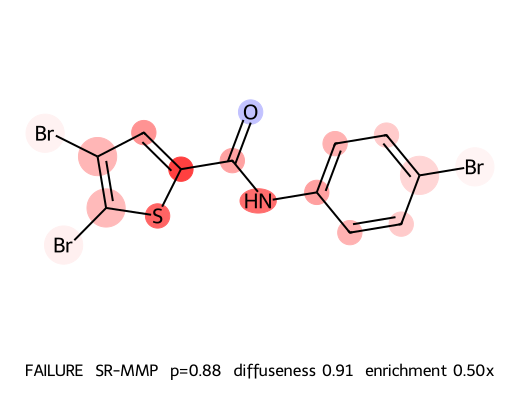 O
Br
Br
HN
S
Br
FAILURE SR-MMP p=0.88 diffuseness 0.91 enrichment 0.50x